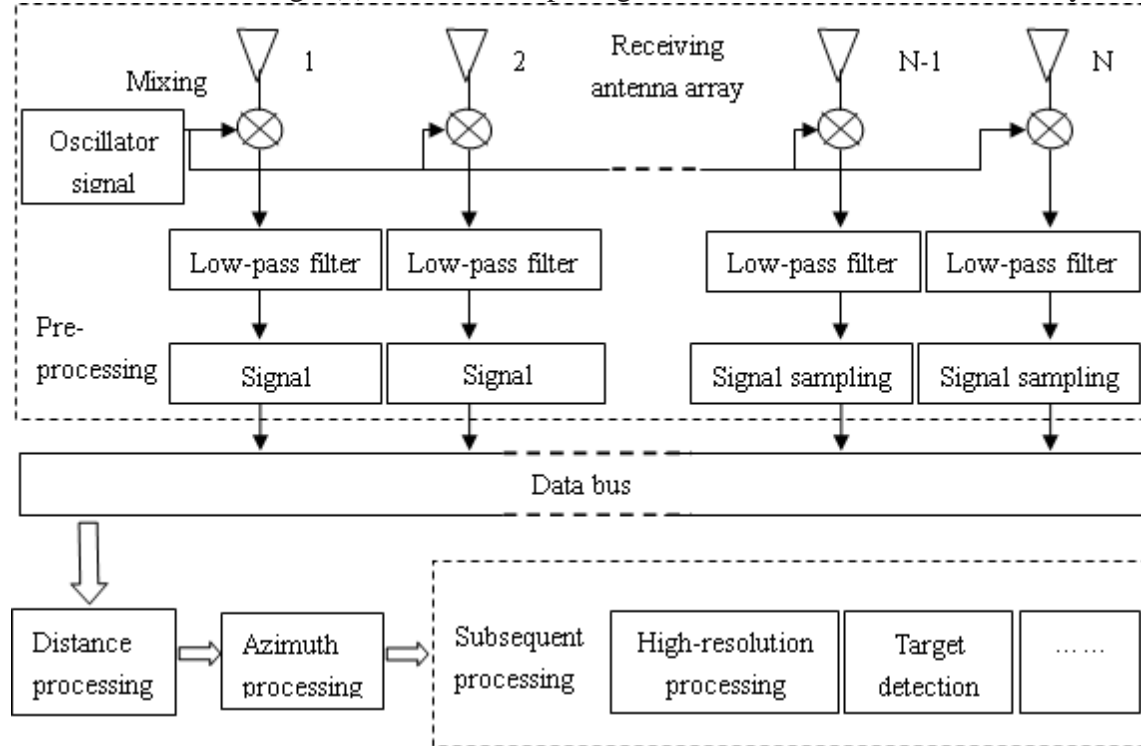 1
2
Receiving
antenna array
N-1
N
Mixing
Oscillator
signal
Low-pass filter
Low-pass filter
Low-pass filter
Low-pass filter
Pre-
processing
Signal
Signal
Signal sampling
Signal sampling
Data bus
Distance
processing
Azimuth
processing
Subsequent
processing
High-resolution
processing
Target
detection
……